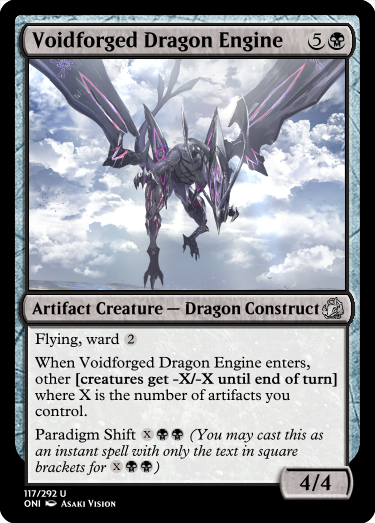 Voidforged Dragon Engine 5
Artifact Creature — Dragon Construct
Flying, ward 2
When Voidforged Dragon Engine enters,
other [creatures get -X/-X until end of turn]
where X is the number of artifacts you
control.
Paradigm Shift X (You may cast this as
an instant spell with only the text in square
brackets for X)
4/4
117/292 U
ONI Asaki Vision